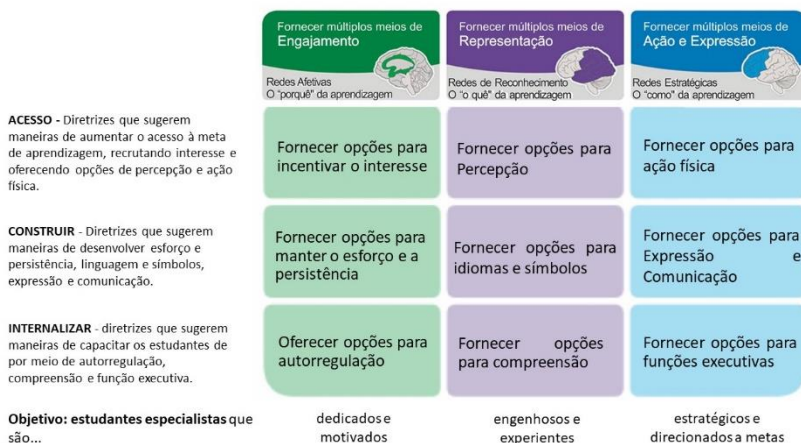 Fornecer múltiplos meios de
Engajamento
Redes Afetivas
O "porquê" da aprendizagem
Fornecer múltiplos meios de
Representação
Redes de Reconhecimento
O "o quê" da aprendizagem
Fornecer múltiplos meios de
Ação e Expressão
Redes Estratégicas
O "como" da aprendizagem
ACESSO - Diretrizes que sugerem
maneiras de aumentar o acesso à meta
de aprendizagem, recrutando interesse e
oferecendo opções de percepção e ação
física.
Fornecer opções para
incentivar o interesse
Fornecer opções para
Percepção
Fornecer opções para
ação física
CONSTRUIR - Diretrizes que sugerem
maneiras de desenvolver esforço e
persistência, linguagem e símbolos,
expressão e comunicação.
Fornecer opções para
manter o esforço e a
persistência
Fornecer opções para
idiomas e símbolos
Fornecer opções para
Expressão e
Comunicação
INTERNALIZAR - diretrizes que sugerem
maneiras de capacitar os estudantes de
por meio de autorregulação,
compreensão e função executiva.
Oferecer opções para
autorregulação
Fornecer opções
para compreensão
Fornecer opções para
funções executivas
Objetivo: estudantes especialistas que
são...
dedicados e
motivados
engenhosos e
experientes
estratégicos e
direcionados a metas